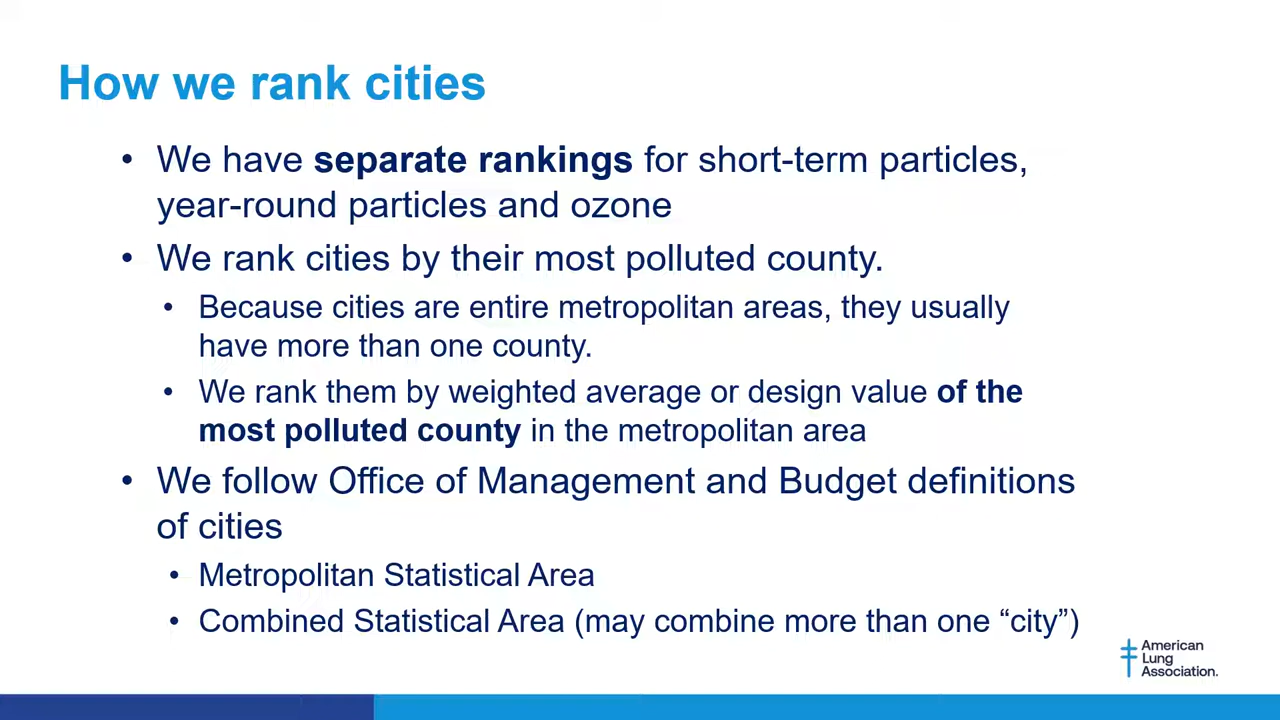 How we rank cities
• We have separate rankings for short-term particles,
year-round particles and ozone
• We rank cities by their most polluted county.
• Because cities are entire metropolitan areas, they usually
have more than one county.
• We rank them by weighted average or design value of the
most polluted county in the metropolitan area
• We follow Office of Management and Budget definitions
of cities
• Metropolitan Statistical Area
• Combined Statistical Area (may combine more than one “city”)
American
Lung
Association.